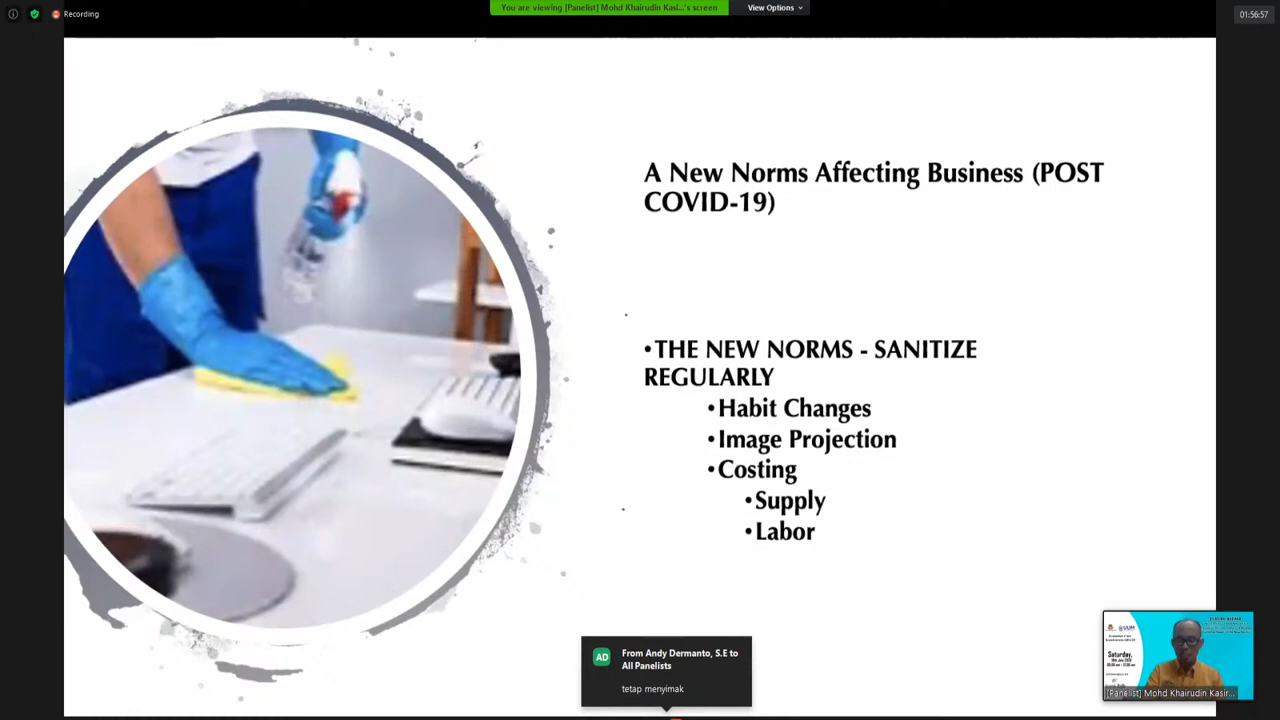 Recording
You are viewing [Panelist] Mohd Khairudin Kasi...'s screen
View Options
01:56:57
A New Norms Affecting Business (POST
COVID-19)
•THE NEW NORMS - SANITIZE
REGULARLY
•Habit Changes
•Image Projection
•Costing
•Supply
•Labor
AD
From Andy Dermanto, S.E to
All Panelists
tetap menyimak
UUM
Saturday,
[Panelist] Mohd Khairudin Kasir...